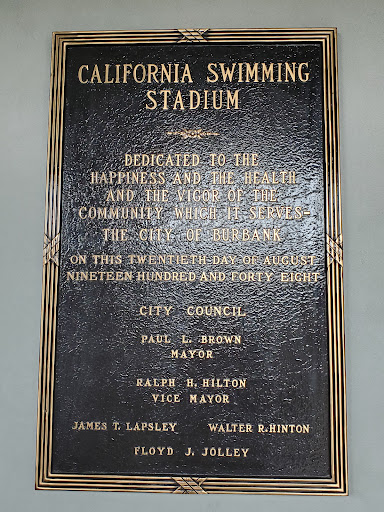 CALIFORNIA SWIMMING
STADIUM
DEDICATED TO THE
HAPPINESS AND THE HEALTH
AND THE VIGOR OF THE
COMMUNITY WHICH IT SERVES-
THE CITY OF BURBANK
ON THIS TWENTIETH DAY OF AUGUST
NINETEEN HUNDRED AND FORTY EIGHT
CITY COUNCIL
PAUL L. BROWN
MAYOR
RALPH H. HILTON
VICE MAYOR
JAMES T. LAPSLEY WALTER R. HINTON
FLOYD J. JOLLEY